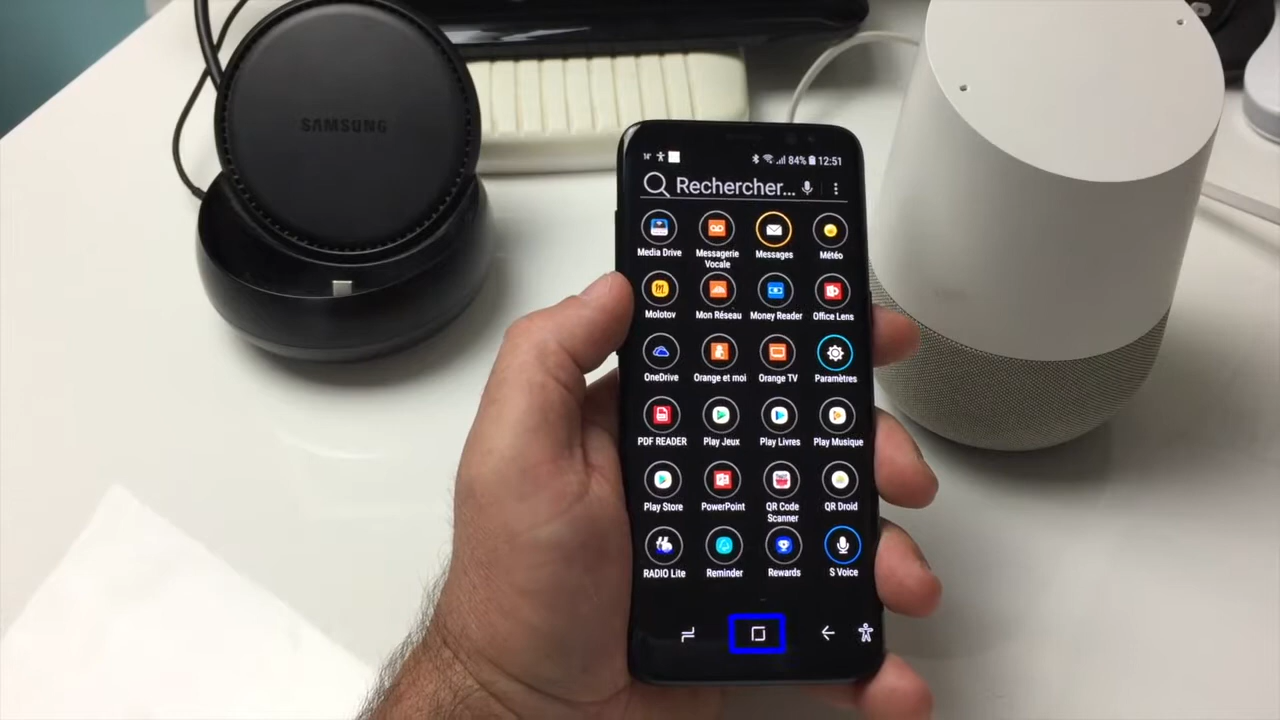 SAMSUNG
14° 84% 12:51
Rechercher...
Media Drive Messagerie Vocale Messages Météo
Molotov Mon Réseau Money Reader Office Lens
OneDrive Orange et moi Orange TV Paramètres
PDF READER Play Jeux Play Livres Play Musique
Play Store PowerPoint QR Code Scanner QR Droid
RADIO Lite Reminder Rewards S Voice